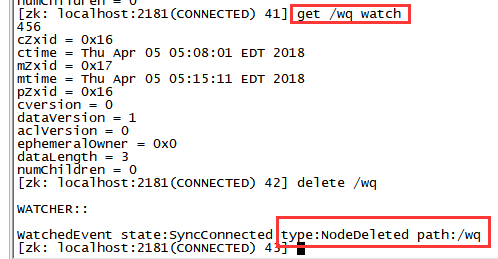 numChildren = 0
[zk: localhost:2181(CONNECTED) 41] get /wq watch
456
cZxid = 0x16
ctime = Thu Apr 05 05:08:01 EDT 2018
mZxid = 0x17
mtime = Thu Apr 05 05:15:11 EDT 2018
pZxid = 0x16
cversion = 0
dataVersion = 1
aclVersion = 0
ephemeralOwner = 0x0
dataLength = 3
numChildren = 0
[zk: localhost:2181(CONNECTED) 42] delete /wq
WATCHER::
WatchedEvent state:SyncConnected type:NodeDeleted path:/wq
[zk: localhost:2181(CONNECTED) 43]